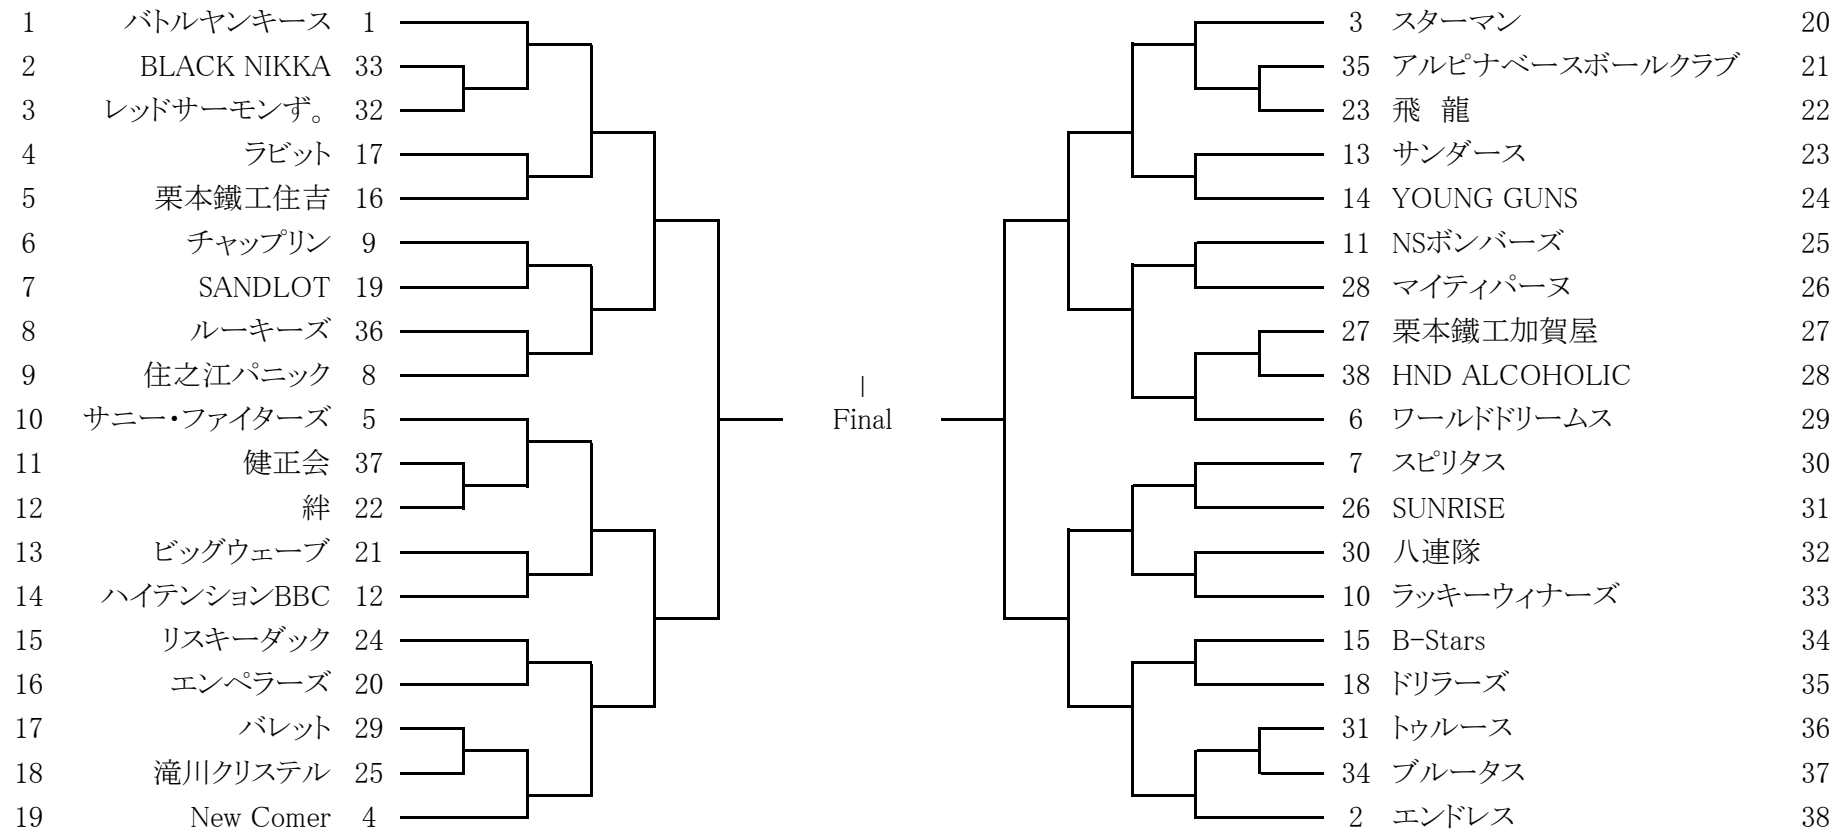 1 バトルヤンキース 1 3 スターマン 20
2 BLACK NIKKA 33 35 アルピナベースボールクラブ 21
3 レッドサーモンず。 32 23 飛 龍 22
4 ラビット 17 13 サンダース 23
5 栗本鐵工住吉 16 14 YOUNG GUNS 24
6 チャップリン 9 11 NSボンバーズ 25
7 SANDLOT 19 28 マイティパーヌ 26
8 ルーキーズ 36 27 栗本鐵工加賀屋 27
9 住之江パニック 8 | 38 HND ALCOHOLIC 28
10 サニー・ファイターズ 5 Final 6 ワールドドリームス 29
11 健正会 37 7 スピリタス 30
12 絆 22 26 SUNRISE 31
13 ビッグウェーブ 21 30 八連隊 32
14 ハイテンションBBC 12 10 ラッキーウィナーズ 33
15 リスキーダック 24 15 B-Stars 34
16 エンペラーズ 20 18 ドリラーズ 35
17 バレット 29 31 トゥルース 36
18 滝川クリステル 25 34 ブルータス 37
19 New Comer 4 2 エンドレス 38